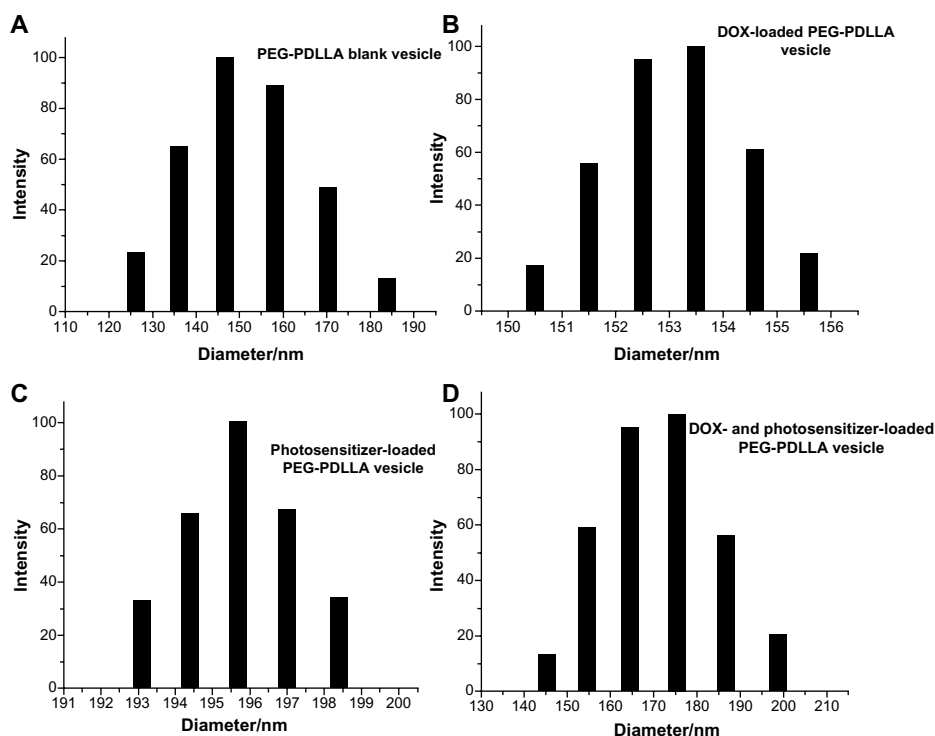 A
PEG-PDLLA blank vesicle
100
80
60
40
20
0
Intensity
110 120 130 140 150 160 170 180 190
Diameter/nm
B
DOX-loaded PEG-PDLLA
vesicle
100
80
60
40
20
0
Intensity
150 151 152 153 154 155 156
Diameter/nm
C
Photosensitizer-loaded
PEG-PDLLA vesicle
100
80
60
40
20
0
Intensity
191 192 193 194 195 196 197 198 199 200
Diameter/nm
D
DOX- and photosensitizer-loaded
PEG-PDLLA vesicle
100
80
60
40
20
0
Intensity
130 140 150 160 170 180 190 200 210
Diameter/nm